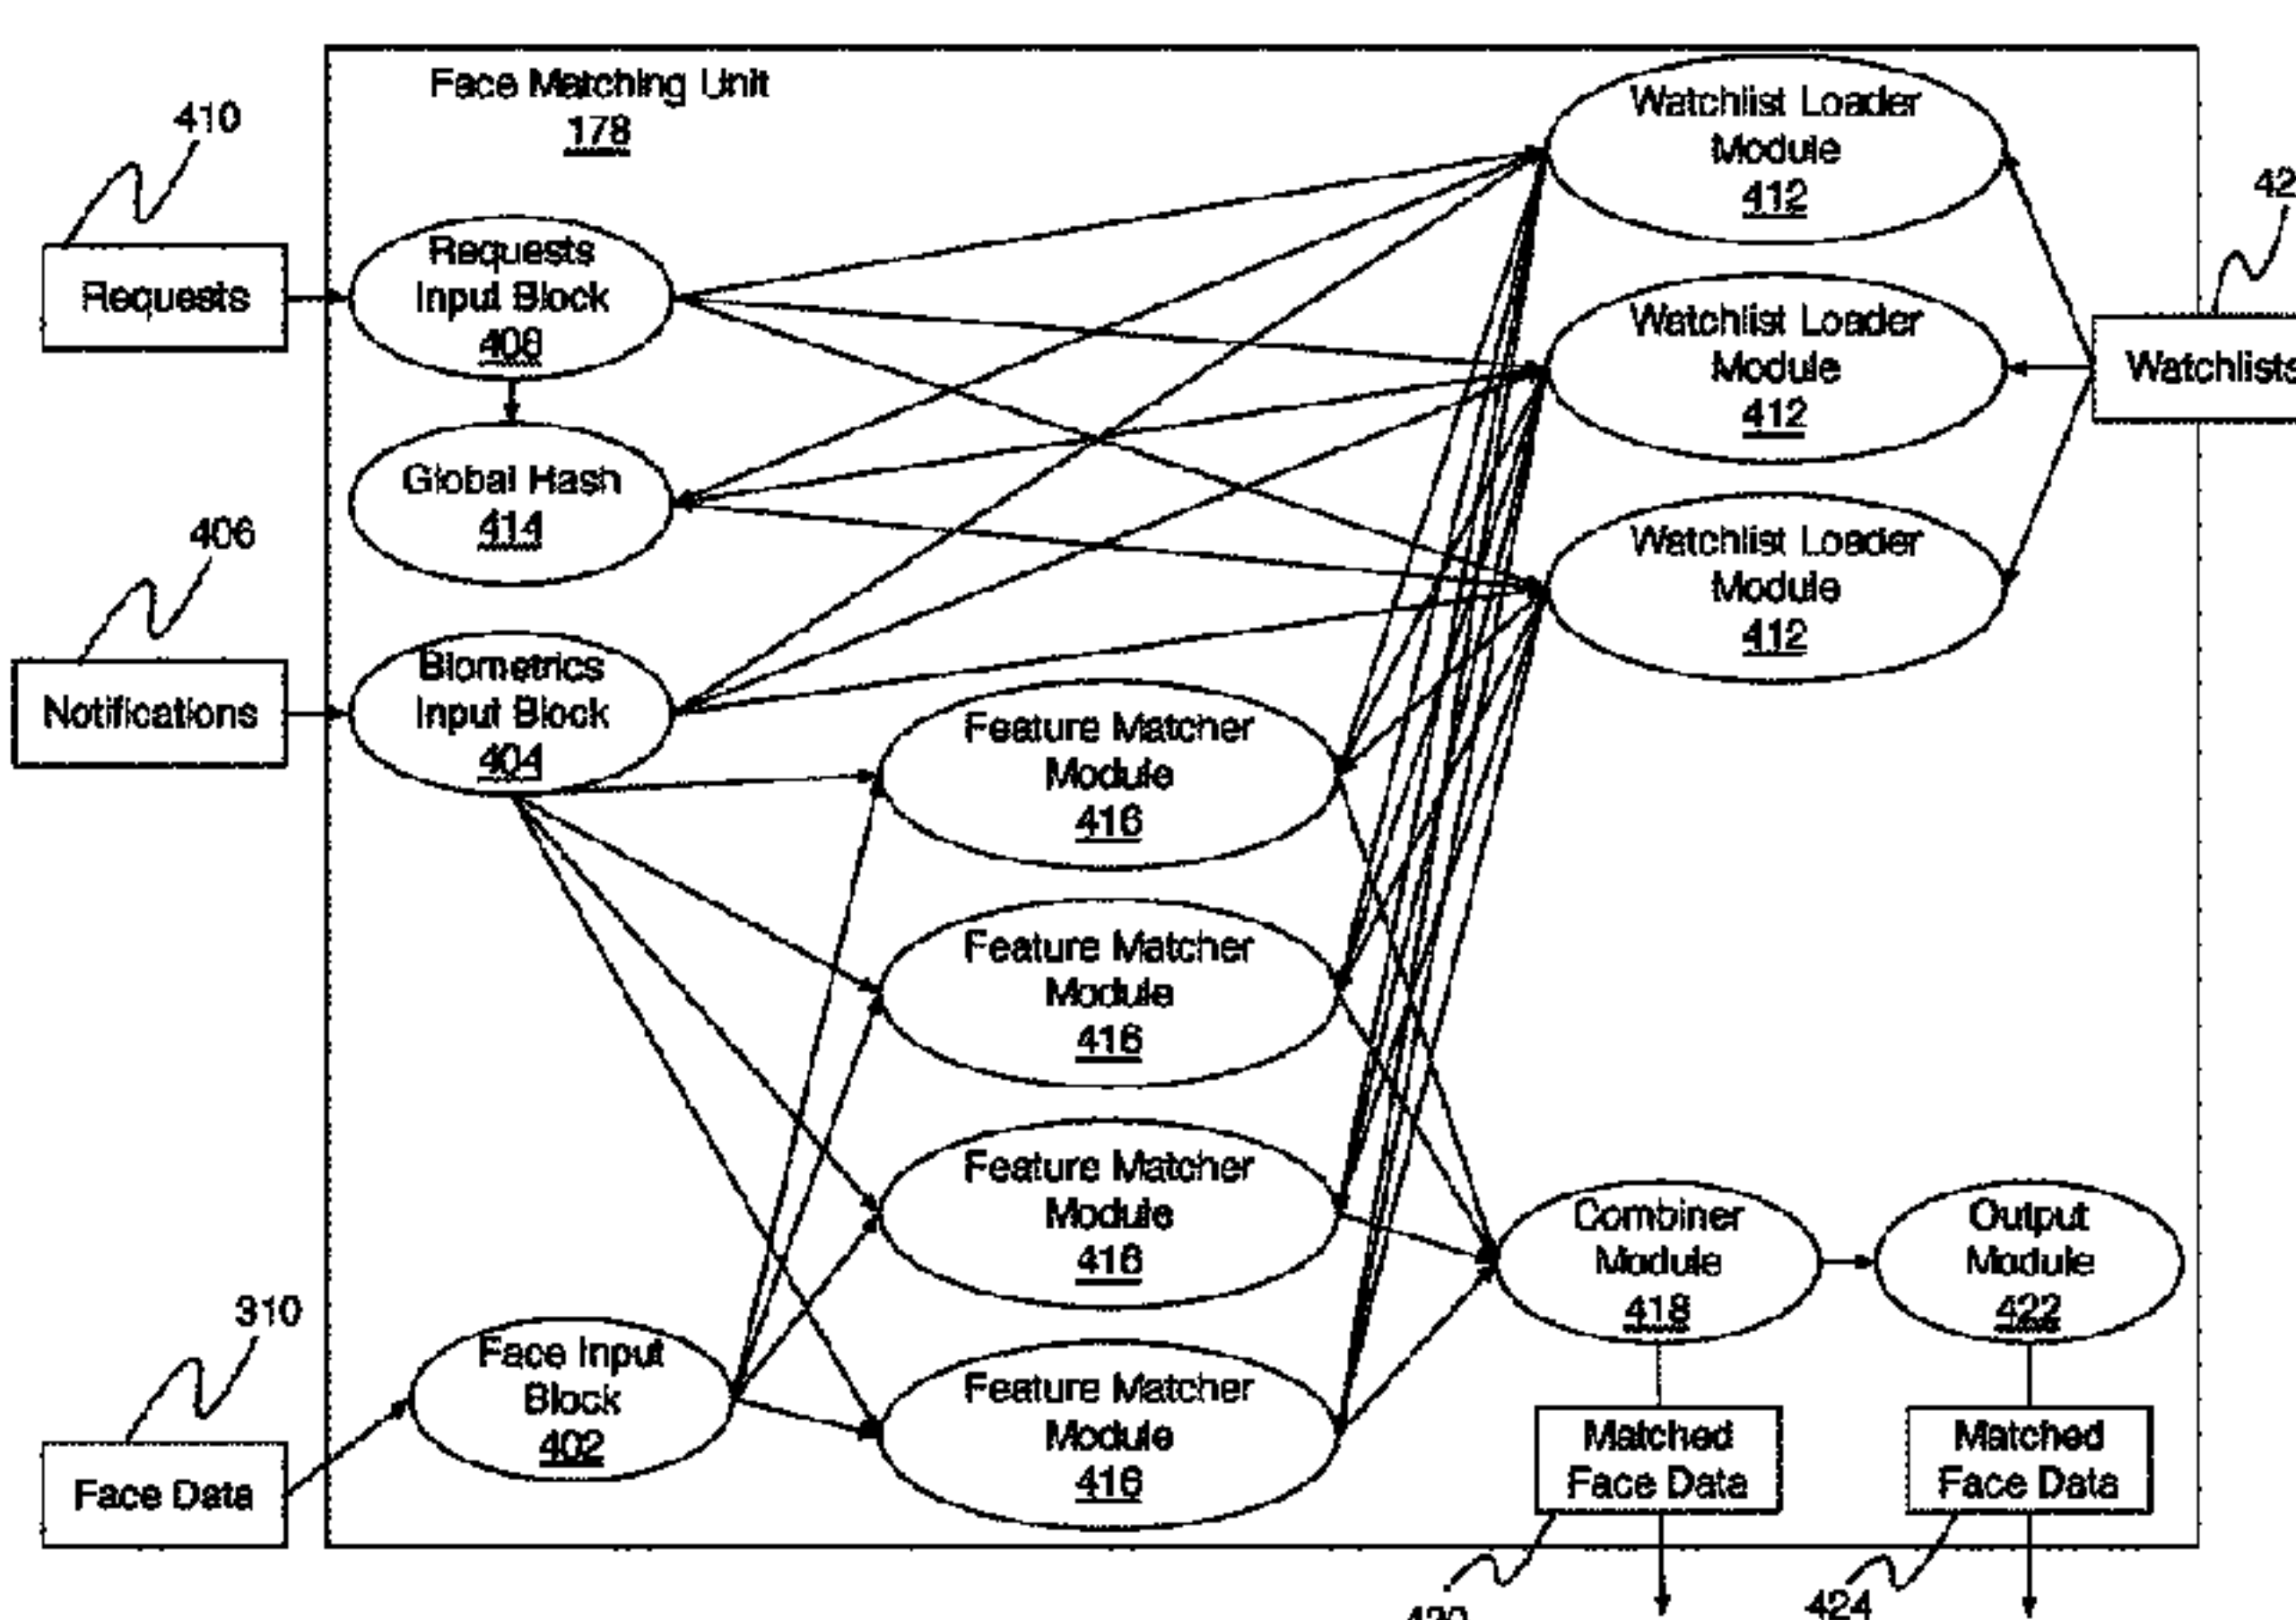 Face Matching Unit
178
410
Requests
Requests
Input Block
408
Global Hash
414
406
Notifications
Biometrics
Input Block
404
Watchlist Loader
Module
412
Watchlist Loader
Module
412
Watchlist Loader
Module
412
Watchlists
Feature Matcher
Module
416
Feature Matcher
Module
416
Feature Matcher
Module
416
Feature Matcher
Module
416
310
Face Data
Face Input
Block
402
Combiner
Module
418
Output
Module
422
Matched
Face Data
Matched
Face Data
424